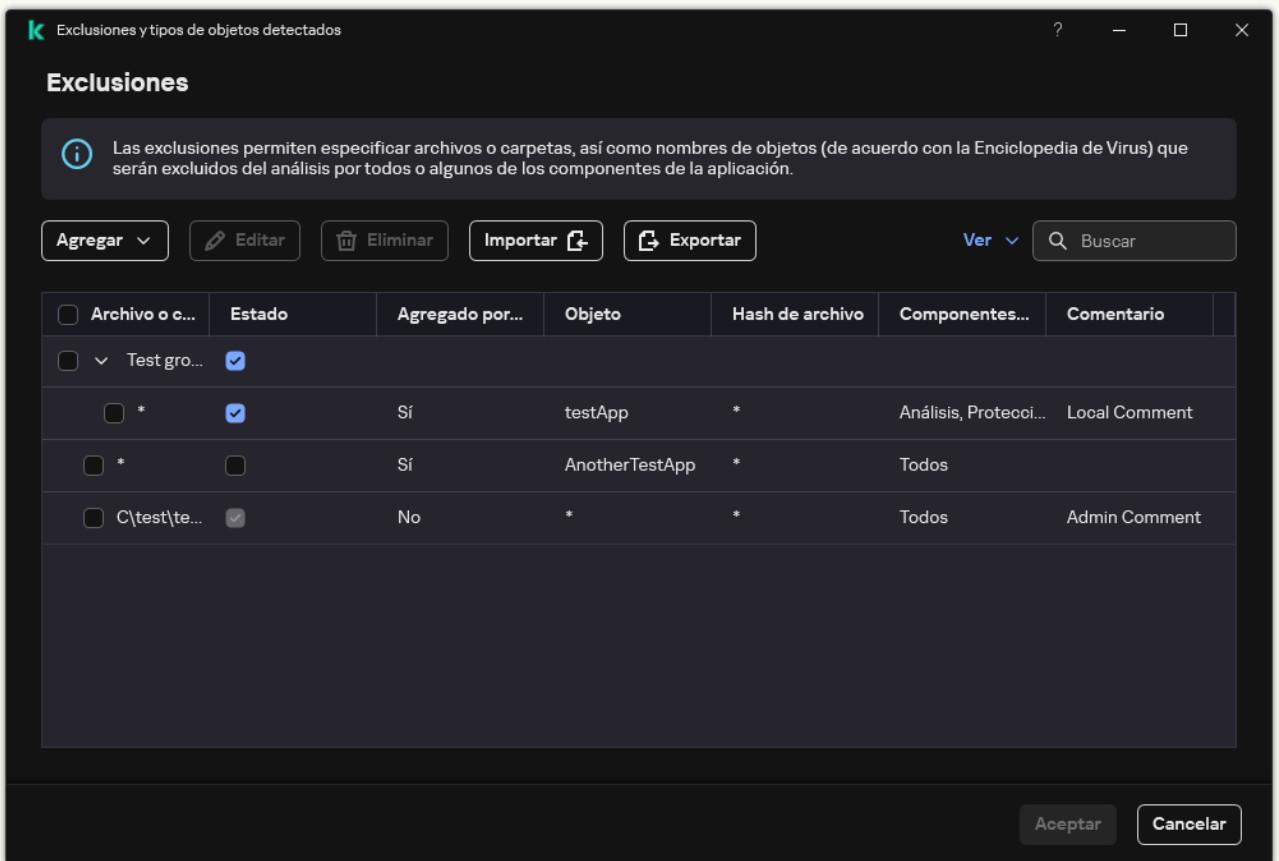 Exclusiones y tipos de objetos detectados
?
Exclusiones
Las exclusiones permiten especificar archivos o carpetas, así como nombres de objetos (de acuerdo con la Enciclopedia de Virus) que
serán excluidos del análisis por todos o algunos de los componentes de la aplicación.
Agregar Editar Eliminar Importar Exportar Ver Buscar
Archivo o c... Estado Agregado por... Objeto Hash de archivo Componentes... Comentario
Test gro...
* Sí testApp * Análisis, Protecci... Local Comment
* Sí AnotherTestApp * Todos
C\test\te... No * * Todos Admin Comment
Aceptar Cancelar